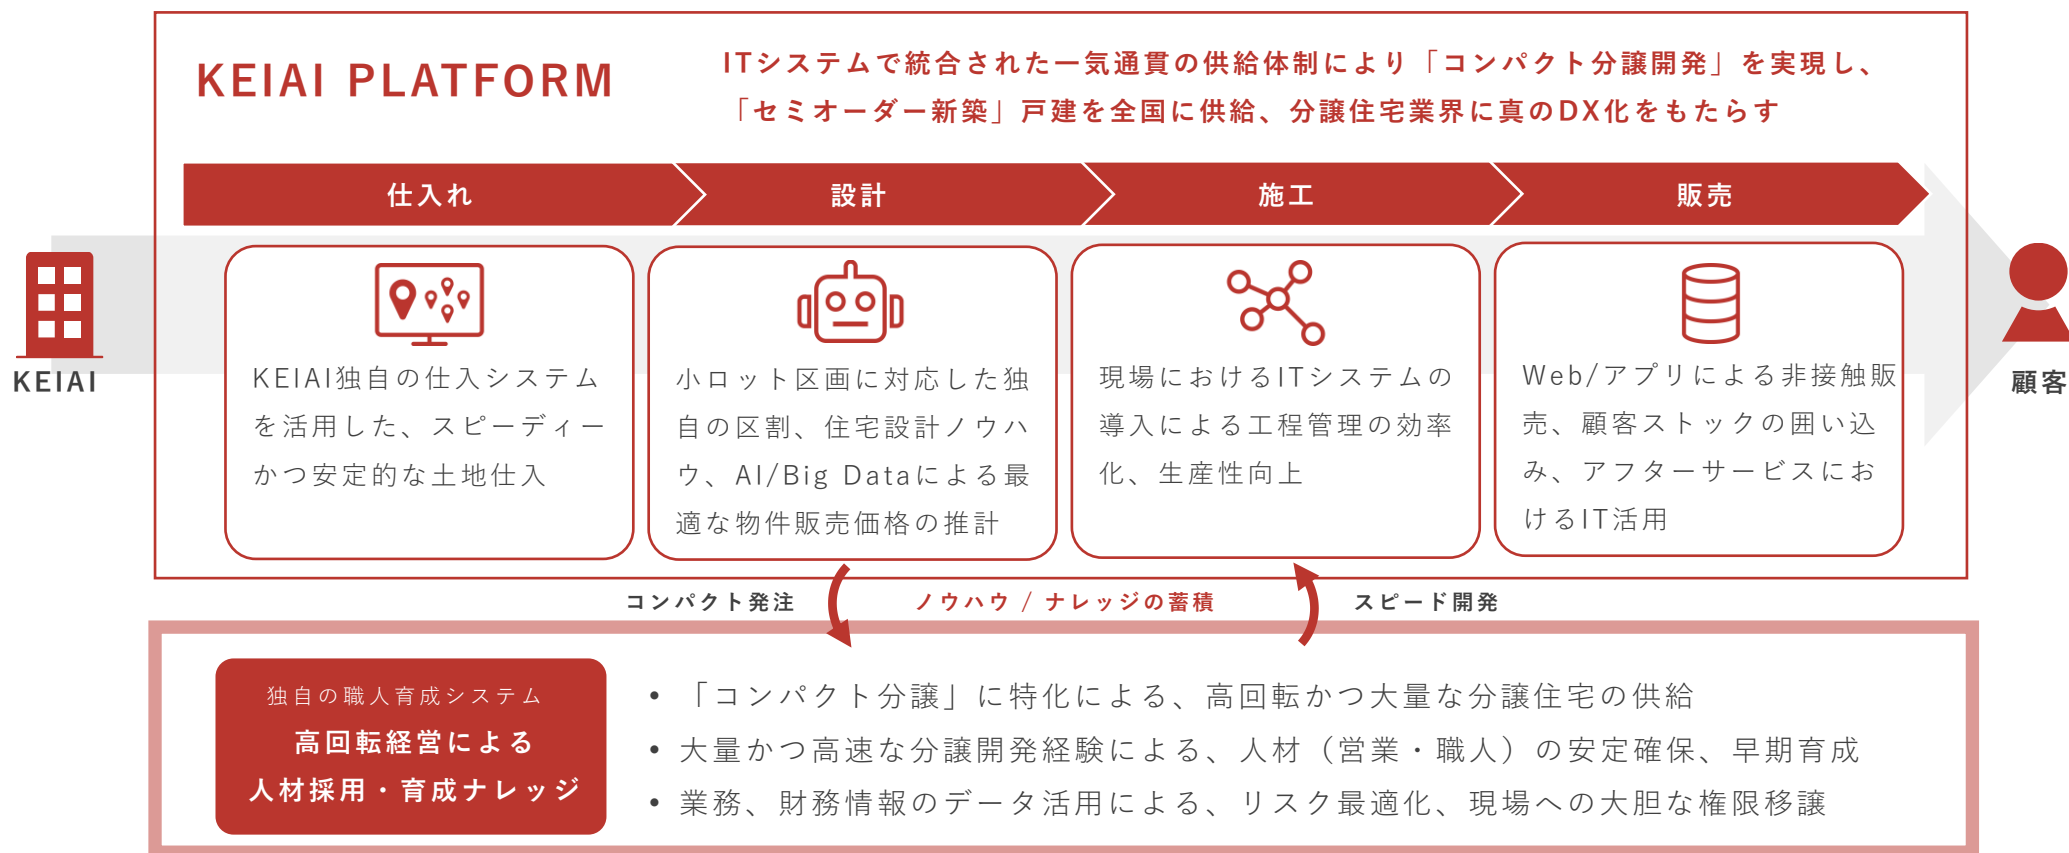 KEIAI PLATFORM
ITシステムで統合された一気通貫の供給体制により「コンパクト分譲開発」を実現し、
「セミオーダー新築」戸建を全国に供給、分譲住宅業界に真のDX化をもたらす
仕入れ
設計
施工
販売
KEIAI
KEIAI独自の仕入システム
を活用した、スピーディー
かつ安定的な土地仕入
小ロット区画に対応した独
自の区割、住宅設計ノウハ
ウ、AI/Big Dataによる最
適な物件販売価格の推計
現場におけるITシステムの
導入による工程管理の効率
化、生産性向上
Web/アプリによる非接触販
売、顧客ストックの囲い込
み、アフターサービスにお
けるIT活用
顧客
コンパクト発注
ノウハウ / ナレッジの蓄積
スピード開発
独自の職人育成システム
高回転経営による
人材採用・育成ナレッジ
• 「コンパクト分譲」に特化による、高回転かつ大量な分譲住宅の供給
• 大量かつ高速な分譲開発経験による、人材（営業・職人）の安定確保、早期育成
• 業務、財務情報のデータ活用による、リスク最適化、現場への大胆な権限移譲